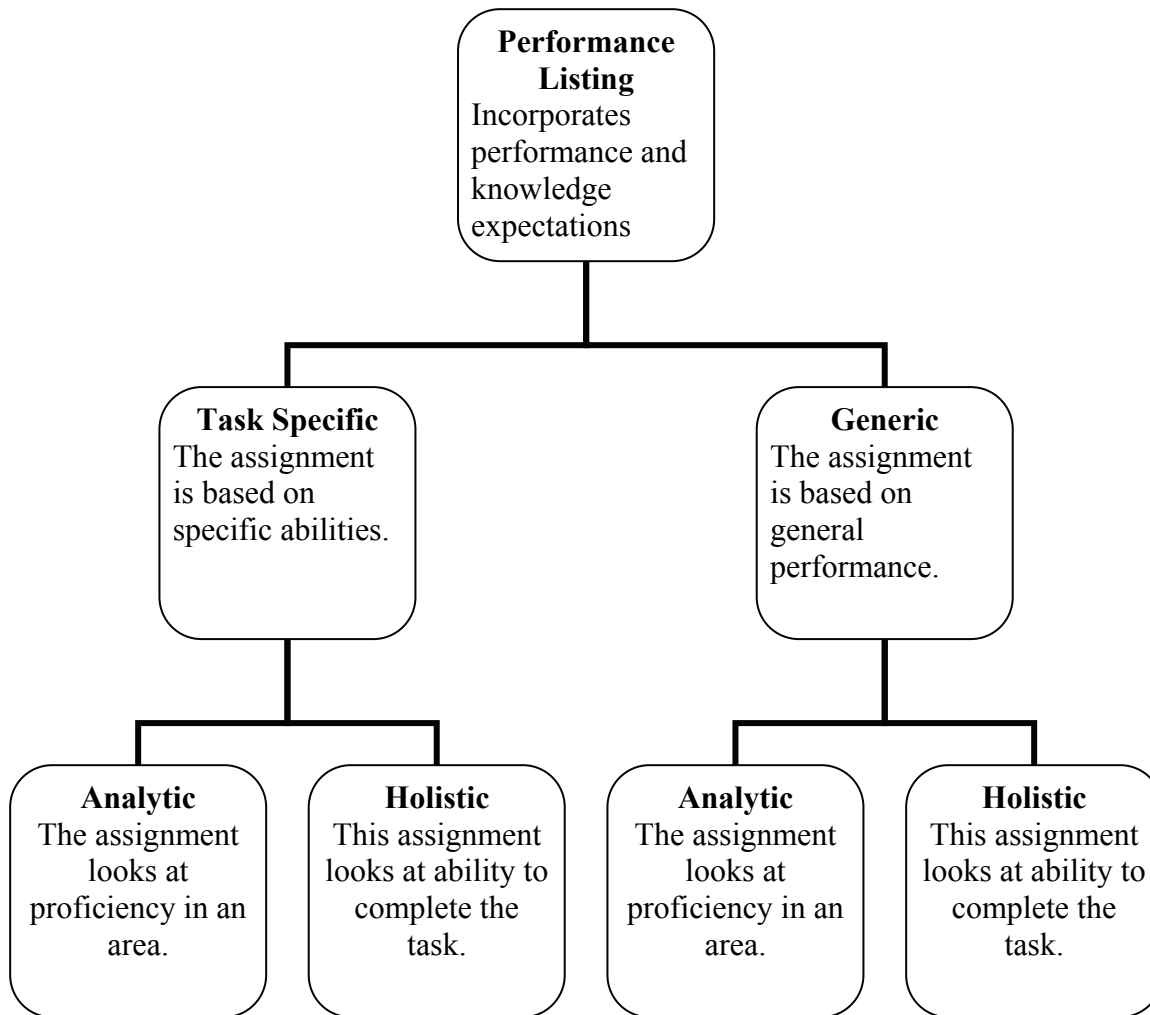 Performance
Listing
Incorporates
performance and
knowledge
expectations
Task Specific
The assignment
is based on
specific abilities.
Generic
The assignment
is based on
general
performance.
Analytic
The assignment
looks at
proficiency in an
area.
Holistic
This assignment
looks at ability to
complete the
task.
Analytic
The assignment
looks at
proficiency in an
area.
Holistic
This assignment
looks at ability to
complete the
task.